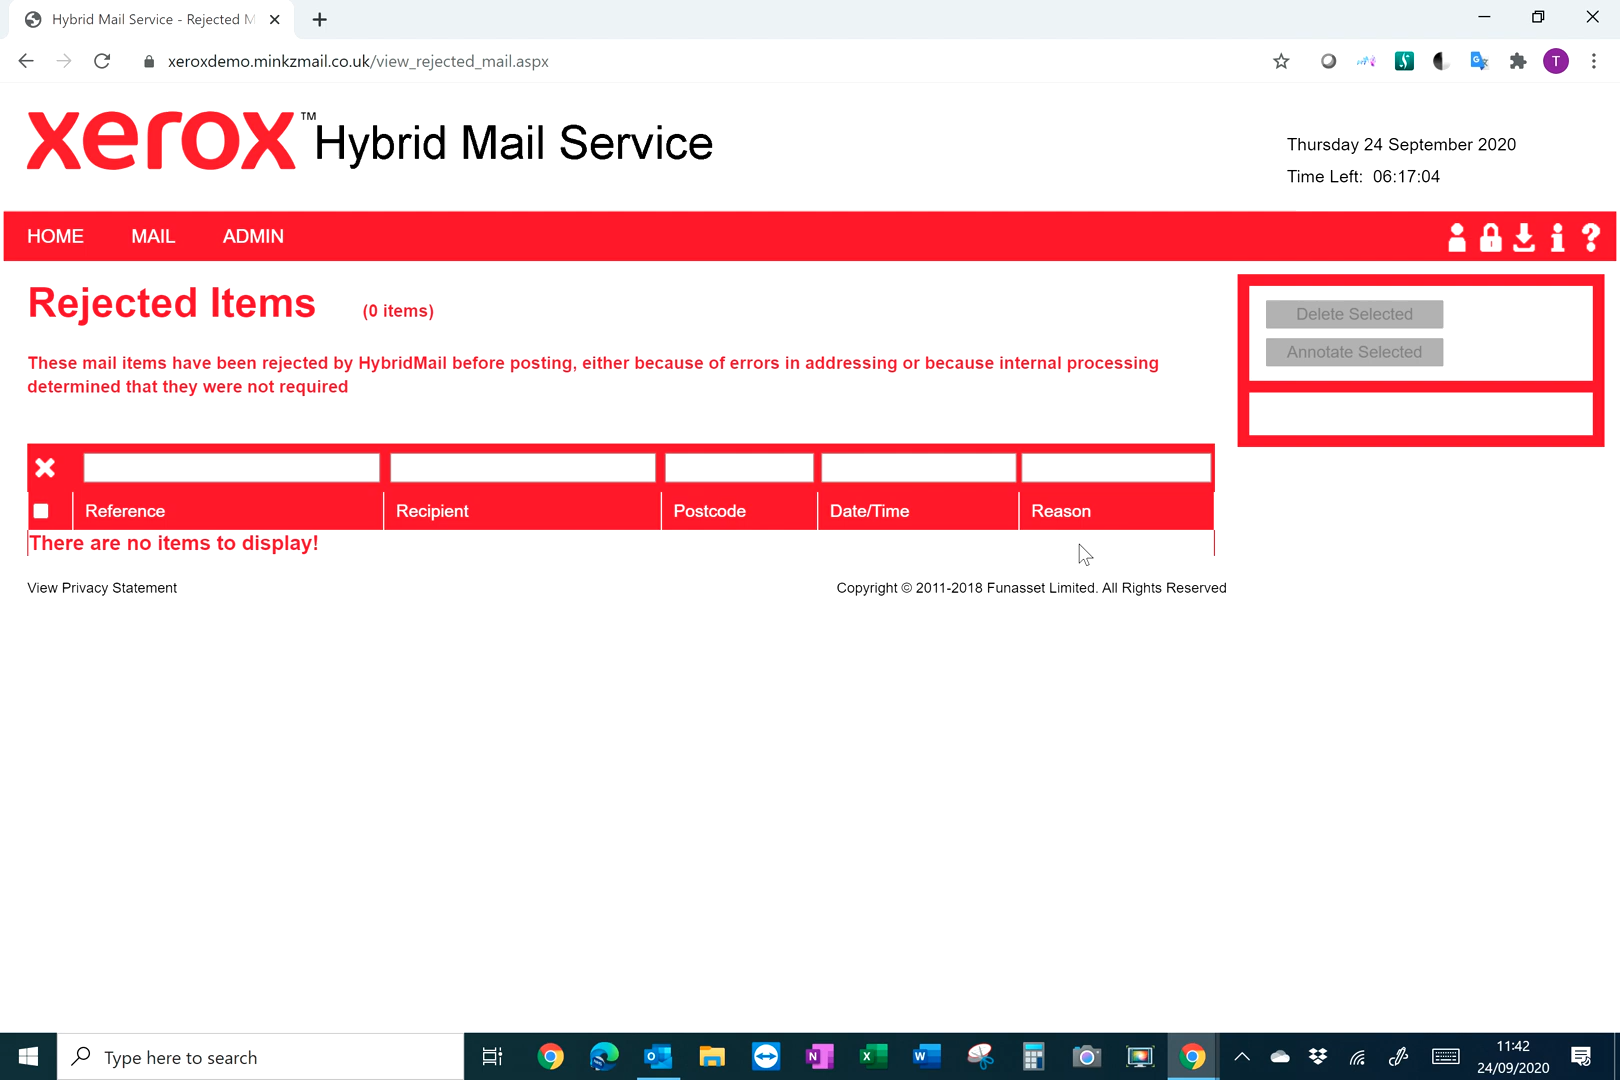 Hybrid Mail Service - Rejected M
xeroxdemo.minkzmail.co.uk/view_rejected_mail.aspx
T
xerox™ Hybrid Mail Service
Thursday 24 September 2020
Time Left: 06:17:04
HOME MAIL ADMIN
Rejected Items (0 items)
Delete Selected
Annotate Selected
These mail items have been rejected by HybridMail before posting, either because of errors in addressing or because internal processing
determined that they were not required
Reference Recipient Postcode Date/Time Reason
There are no items to display!
View Privacy Statement Copyright © 2011-2018 Funasset Limited. All Rights Reserved
Type here to search
11:42
24/09/2020